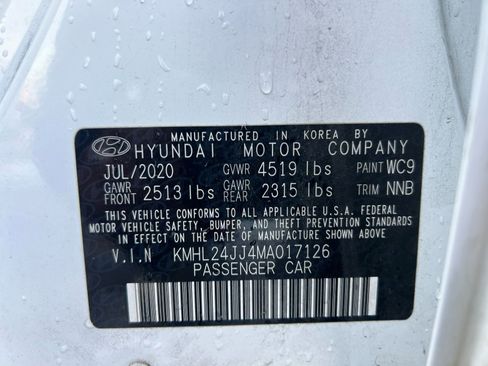 MANUFACTURED IN KOREA BY
HYUNDAI MOTOR COMPANY
JUL/2020 GVWR 4519 lbs PAINT WC9
GAWR FRONT 2513 lbs GAWR REAR 2315 lbs TRIM NNB
THIS VEHICLE CONFORMS TO ALL APPLICABLE U.S.A. FEDERAL
MOTOR VEHICLE SAFETY, BUMPER, AND THEFT PREVENTION
STANDARDS IN EFFECT ON THE DATE OF MANUFACTURE
SHOWN ABOVE.
V.I.N KMHL24JJ4MA017126
PASSENGER CAR